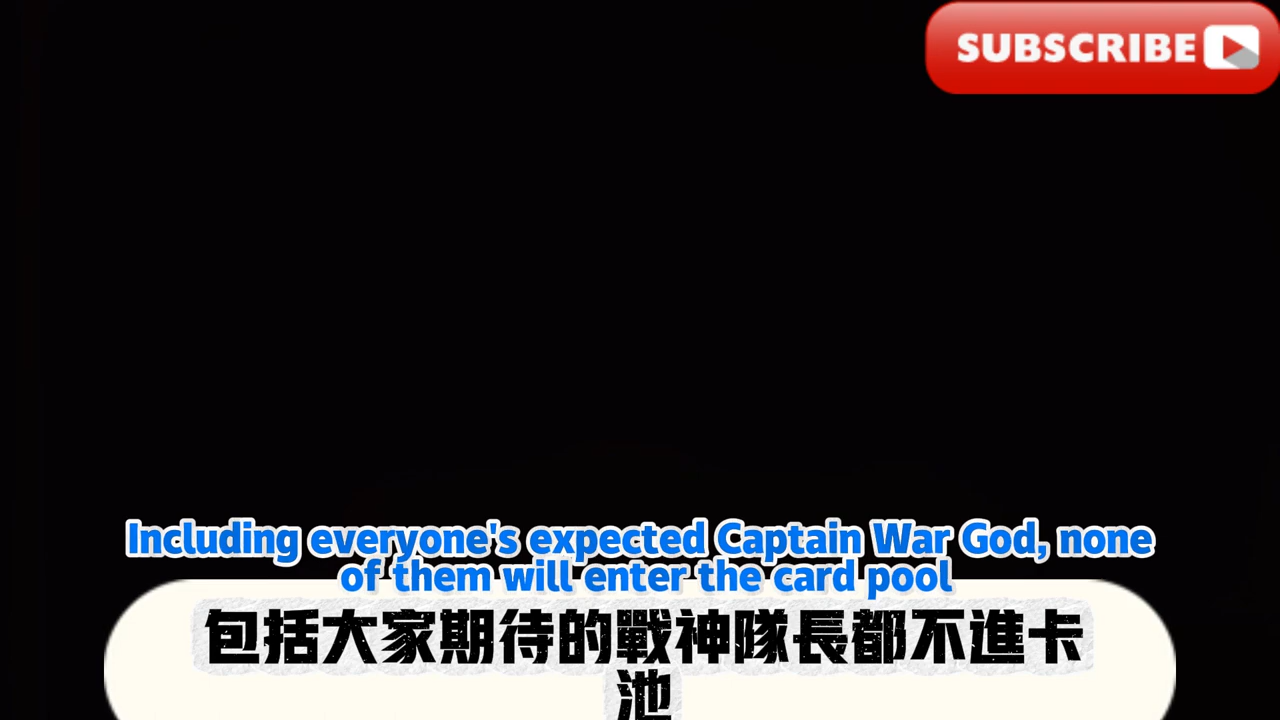 SUBSCRIBE
Including everyone's expected Captain War God, none
of them will enter the card pool
包括大家期待的戰神隊長都不進卡
池